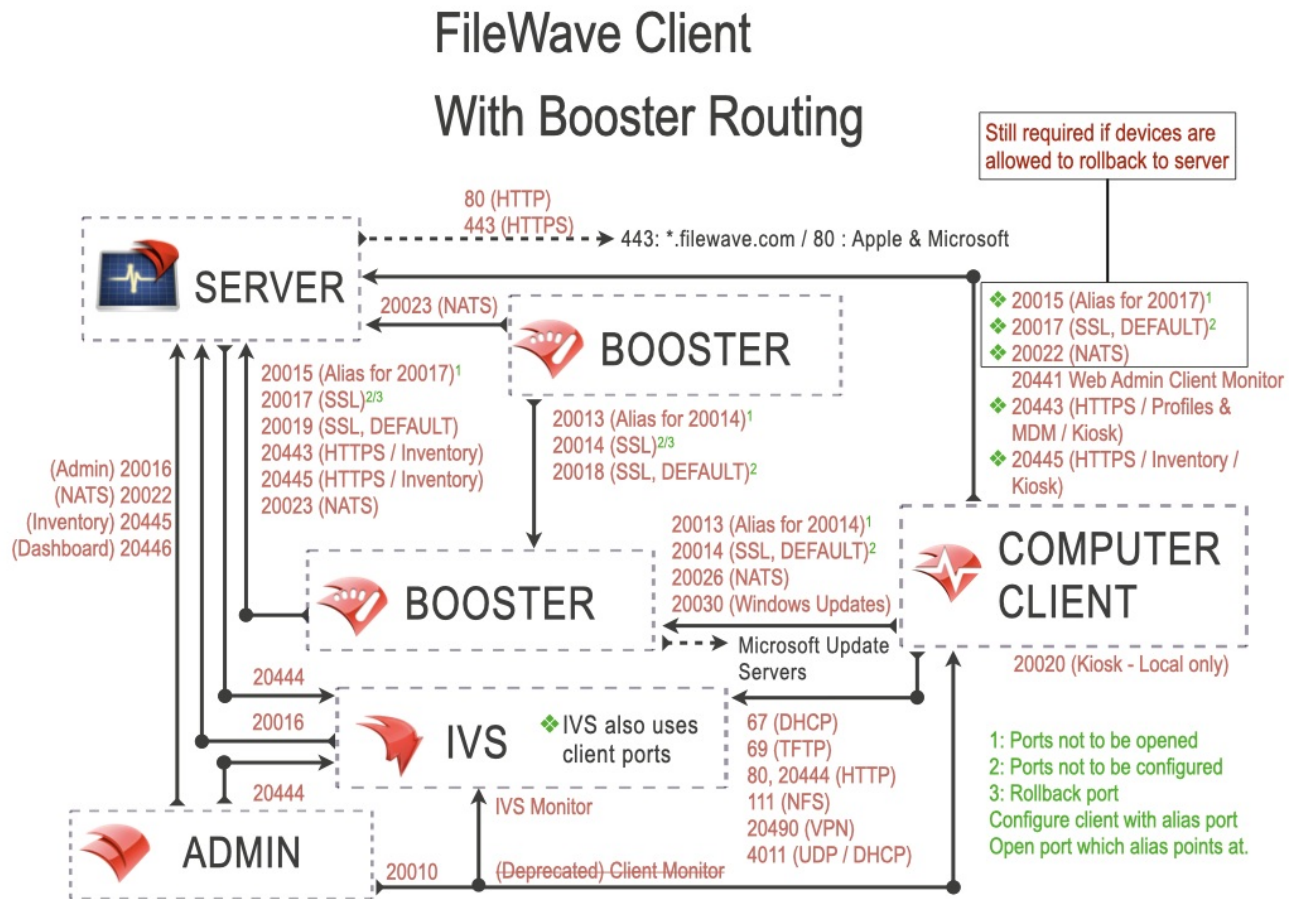 FileWave Client
With Booster Routing
Still required if devices are
allowed to rollback to server
80 (HTTP)
443 (HTTPS)
443: *.filewave.com / 80 : Apple & Microsoft
SERVER
20023 (NATS)
BOOSTER
❖ 20015 (Alias for 20017)¹
❖ 20017 (SSL, DEFAULT)²
❖ 20022 (NATS)
20441 Web Admin Client Monitor
❖ 20443 (HTTPS / Profiles &
MDM / Kiosk)
❖ 20445 (HTTPS / Inventory /
Kiosk)
20015 (Alias for 20017)¹
20017 (SSL)²/³
20019 (SSL, DEFAULT)
20443 (HTTPS / Inventory)
20445 (HTTPS / Inventory)
20023 (NATS)
20013 (Alias for 20014)¹
20014 (SSL)²/³
20018 (SSL, DEFAULT)²
(Admin) 20016
(NATS) 20022
(Inventory) 20445
(Dashboard) 20446
20013 (Alias for 20014)¹
20014 (SSL, DEFAULT)²
20026 (NATS)
20030 (Windows Updates)
COMPUTER
CLIENT
BOOSTER
Microsoft Update
Servers
20020 (Kiosk - Local only)
20444
20016
IVS
❖ IVS also uses
client ports
67 (DHCP)
69 (TFTP)
80, 20444 (HTTP)
111 (NFS)
20490 (VPN)
4011 (UDP / DHCP)
1: Ports not to be opened
2: Ports not to be configured
3: Rollback port
Configure client with alias port
Open port which alias points at.
20444
IVS Monitor
ADMIN
20010
(Deprecated) Client Monitor